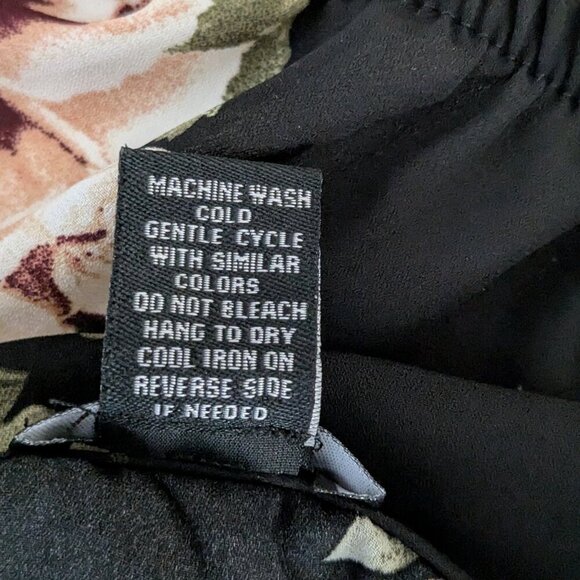 MACHINE WASH
COLD
GENTLE CYCLE
WITH SIMILAR
COLORS
DO NOT BLEACH
HANG TO DRY
COOL IRON ON
REVERSE SIDE
IF NEEDED